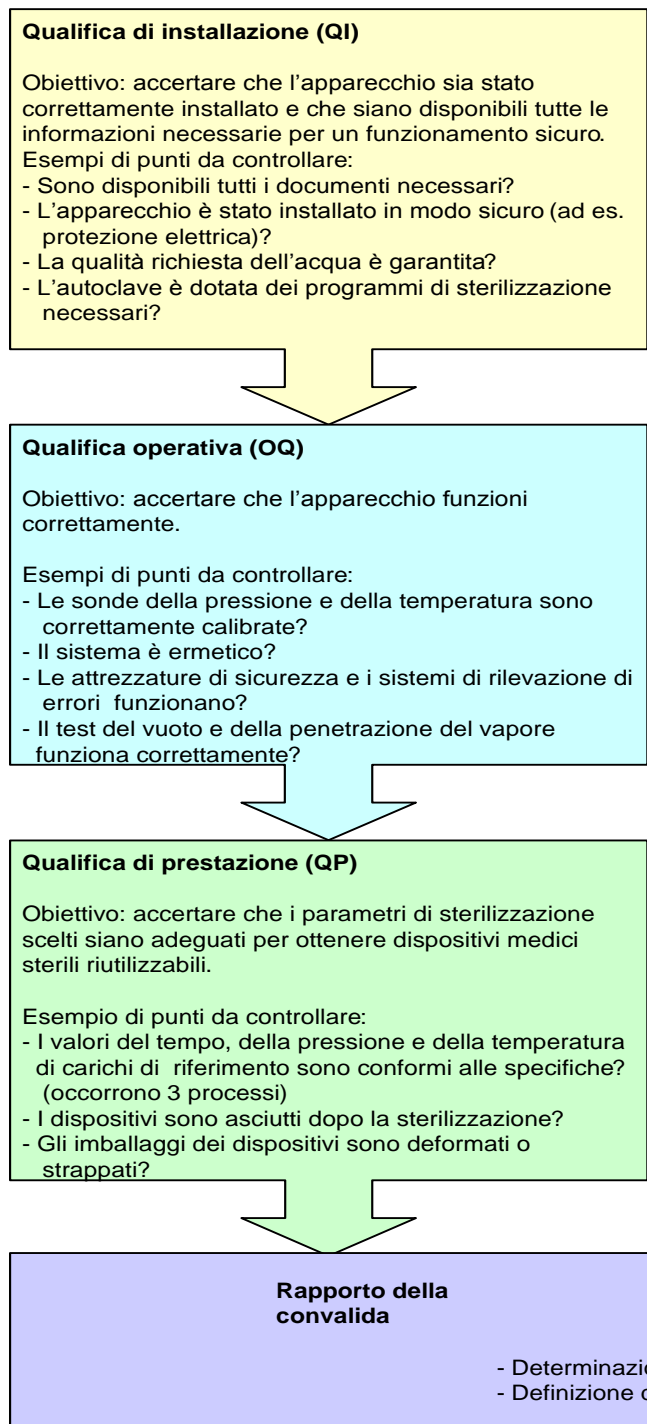 Qualifica di installazione (QI)
Obiettivo: accertare che l'apparecchio sia stato
correttamente installato e che siano disponibili tutte le
informazioni necessarie per un funzionamento sicuro.
Esempi di punti da controllare:
- Sono disponibili tutti i documenti necessari?
- L'apparecchio è stato installato in modo sicuro (ad es.
protezione elettrica)?
- La qualità richiesta dell'acqua è garantita?
- L'autoclave è dotata dei programmi di sterilizzazione
necessari?
Qualifica operativa (OQ)
Obiettivo: accertare che l'apparecchio funzioni
correttamente.
Esempi di punti da controllare:
- Le sonde della pressione e della temperatura sono
correttamente calibrate?
- Il sistema è ermetico?
- Le attrezzature di sicurezza e i sistemi di rilevazione di
errori funzionano?
- Il test del vuoto e della penetrazione del vapore
funziona correttamente?
Qualifica di prestazione (QP)
Obiettivo: accertare che i parametri di sterilizzazione
scelti siano adeguati per ottenere dispositivi medici
sterili riutilizzabili.
Esempio di punti da controllare:
- I valori del tempo, della pressione e della temperatura
di carichi di riferimento sono conformi alle specifiche?
(occorrono 3 processi)
- I dispositivi sono asciutti dopo la sterilizzazione?
- Gli imballaggi dei dispositivi sono deformati o
strappati?
Rapporto della
convalida
-
- Definizione